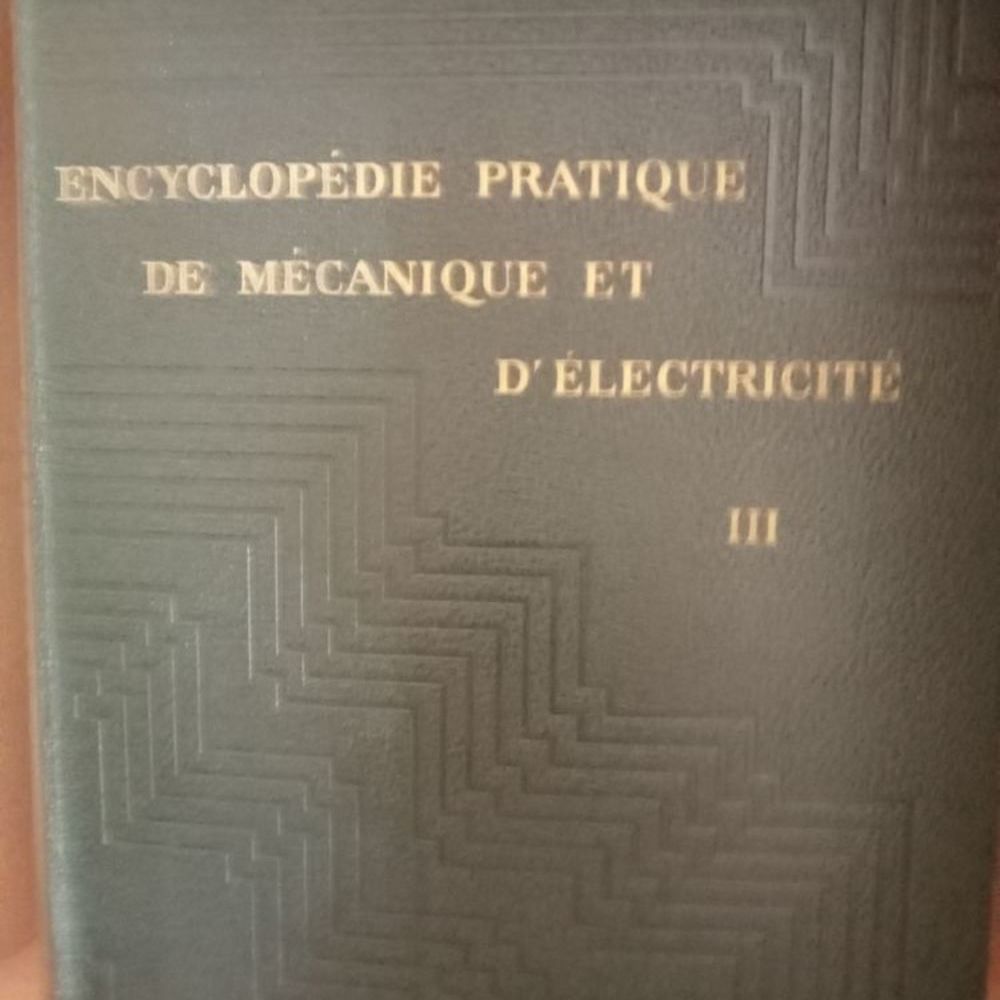 ENCYCLOPÉDIE PRATIQUE
DE MÉCANIQUE ET
D'ÉLECTRICITÉ
III